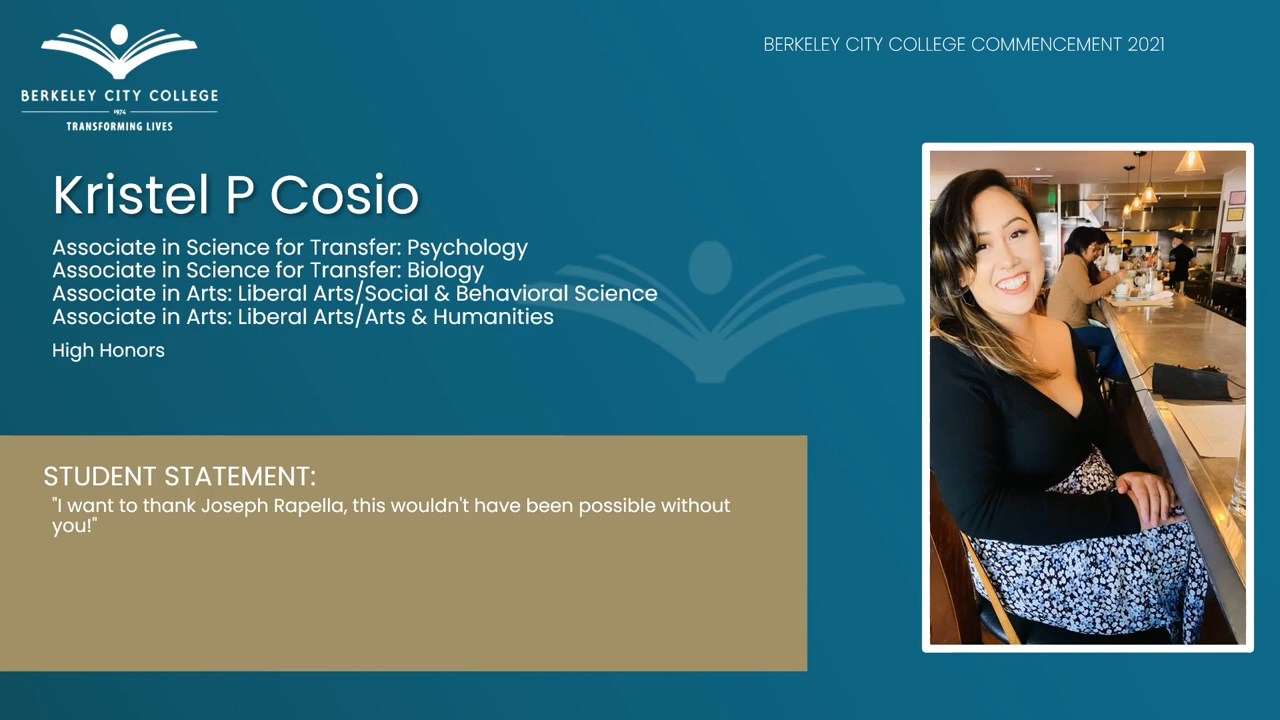 BERKELEY CITY COLLEGE COMMENCEMENT 2021
BERKELEY CITY COLLEGE
1974
TRANSFORMING LIVES
Kristel P Cosio
Associate in Science for Transfer: Psychology
Associate in Science for Transfer: Biology
Associate in Arts: Liberal Arts/Social & Behavioral Science
Associate in Arts: Liberal Arts/Arts & Humanities
High Honors
STUDENT STATEMENT:
"I want to thank Joseph Rapella, this wouldn't have been possible without
you!"